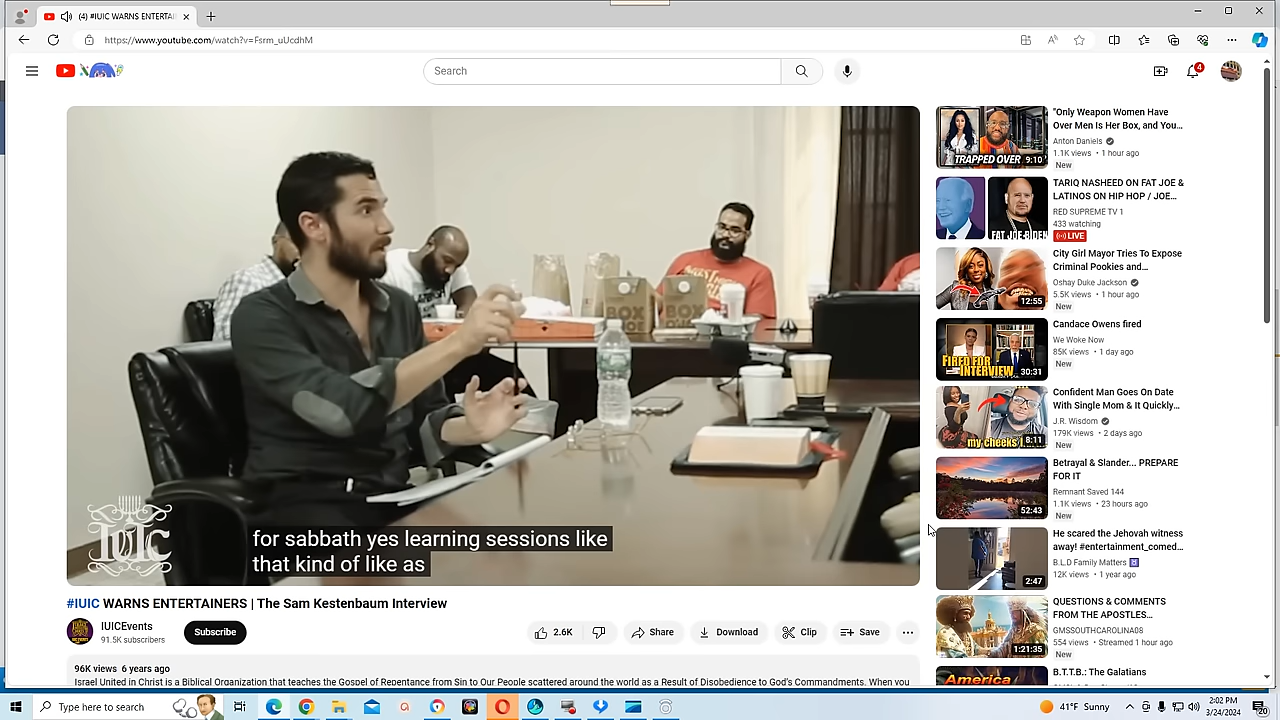 (4) #IUIC WARNS ENTERTAI
https://www.youtube.com/watch?v=Fsrm_uUcdhM
Search
4
IUIC
for sabbath yes learning sessions like
that kind of like as
#IUIC WARNS ENTERTAINERS | The Sam Kestenbaum Interview
IUICEvents
91.5K subscribers
Subscribe
2.6K
Share
Download
Clip
Save
96K views 6 years ago
Israel United in Christ is a Biblical Organization that teaches the Gospel of Repentance from Sin to Our People scattered around the world as a Result of Disobedience to God's Commandments. When you
TRAPPED OVER
9:10
"Only Weapon Women Have
Over Men Is Her Box, and You...
Anton Daniels
1.1K views • 1 hour ago
New
FAT JOE-BIDEN
TARIQ NASHEED ON FAT JOE &
LATINOS ON HIP HOP / JOE...
RED SUPREME TV 1
433 watching
LIVE
12:55
City Girl Mayor Tries To Expose
Criminal Pookies and...
Oshay Duke Jackson
5.5K views • 1 hour ago
New
FIRED FOR
INTERVIEW
30:31
Candace Owens fired
We Woke Now
85K views • 1 day ago
New
my cheeks
8:11
Confident Man Goes On Date
With Single Mom & It Quickly...
J.R. Wisdom
179K views • 2 days ago
New
52:43
Betrayal & Slander... PREPARE
FOR IT
Remnant Saved 144
1.1K views • 23 hours ago
New
2:47
He scared the Jehovah witness
away! #entertainment_comed...
B.L.D Family Matters
12K views • 1 year ago
1:21:35
QUESTIONS & COMMENTS
FROM THE APOSTLES...
GMSSOUTHCAROLINA08
554 views • Streamed 1 hour ago
New
America
B.T.T.B.: The Galatians
Type here to search
41°F Sunny
2:02 PM
3/24/2024
20